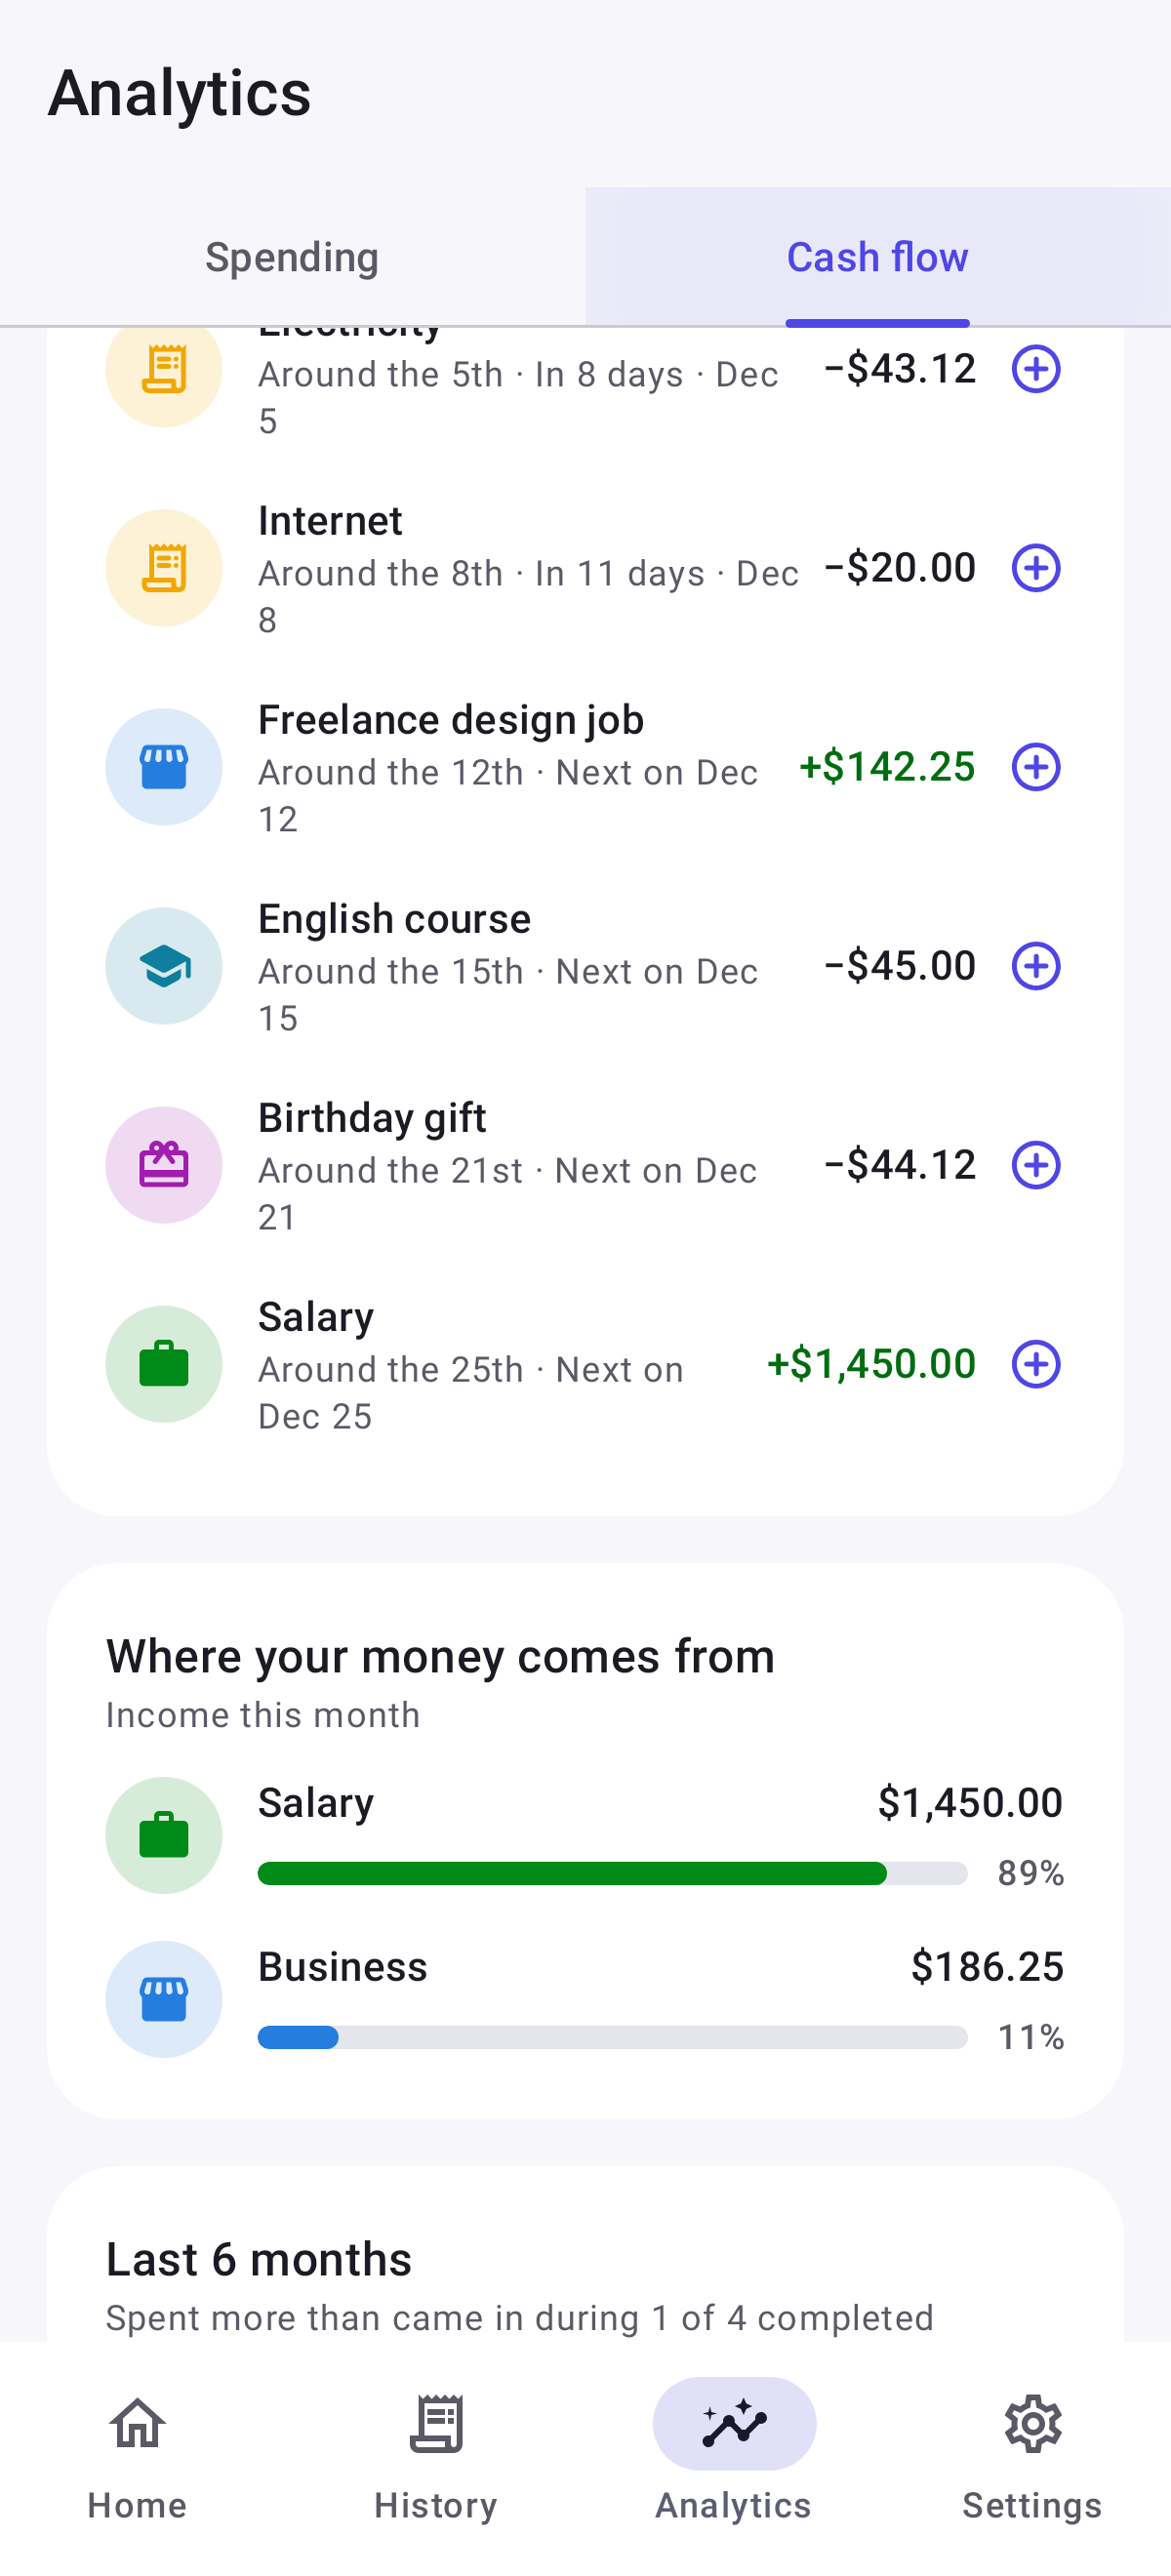 Analytics
Spending
Cash flow
Electricity
Around the 5th · In 8 days · Dec
5
−$43.12
Internet
Around the 8th · In 11 days · Dec
8
−$20.00
Freelance design job
Around the 12th · Next on Dec
12
+$142.25
English course
Around the 15th · Next on Dec
15
−$45.00
Birthday gift
Around the 21st · Next on Dec
21
−$44.12
Salary
Around the 25th · Next on
Dec 25
+$1,450.00
Where your money comes from
Income this month
Salary
$1,450.00
89%
Business
$186.25
11%
Last 6 months
Spent more than came in during 1 of 4 completed
Home
History
Analytics
Settings